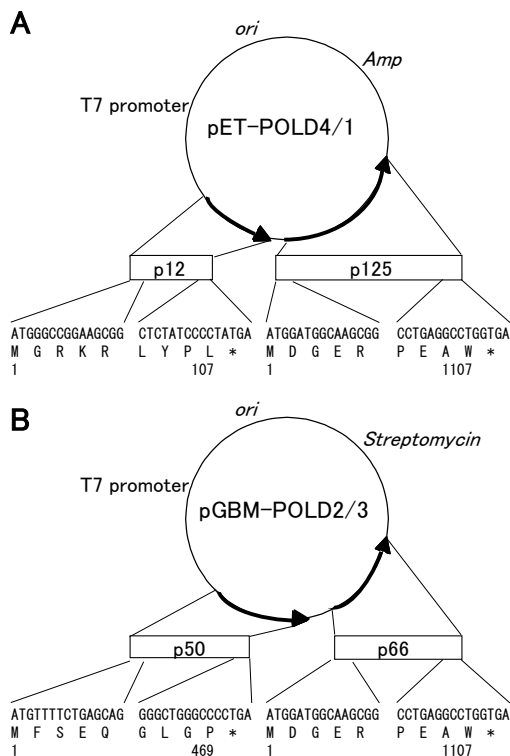 A
ori
Amp
T7 promoter
pET-POLD4/1
p12 p125
ATGGGCCGGAAGCGG CTCTATCCCCTATGA ATGGATGGCAAGCGG CCTGAGGCCTGGTGA
M G R K R L Y P L * M D G E R P E A W *
1 107 1 1107
B
ori
Streptomycin
T7 promoter
pGBM-POLD2/3
p50 p66
ATGTTTTCTGAGCAG GGGCTGGGCCCCTGA ATGGATGGCAAGCGG CCTGAGGCCTGGTGA
M F S E Q G L G P * M D G E R P E A W *
1 469 1 1107